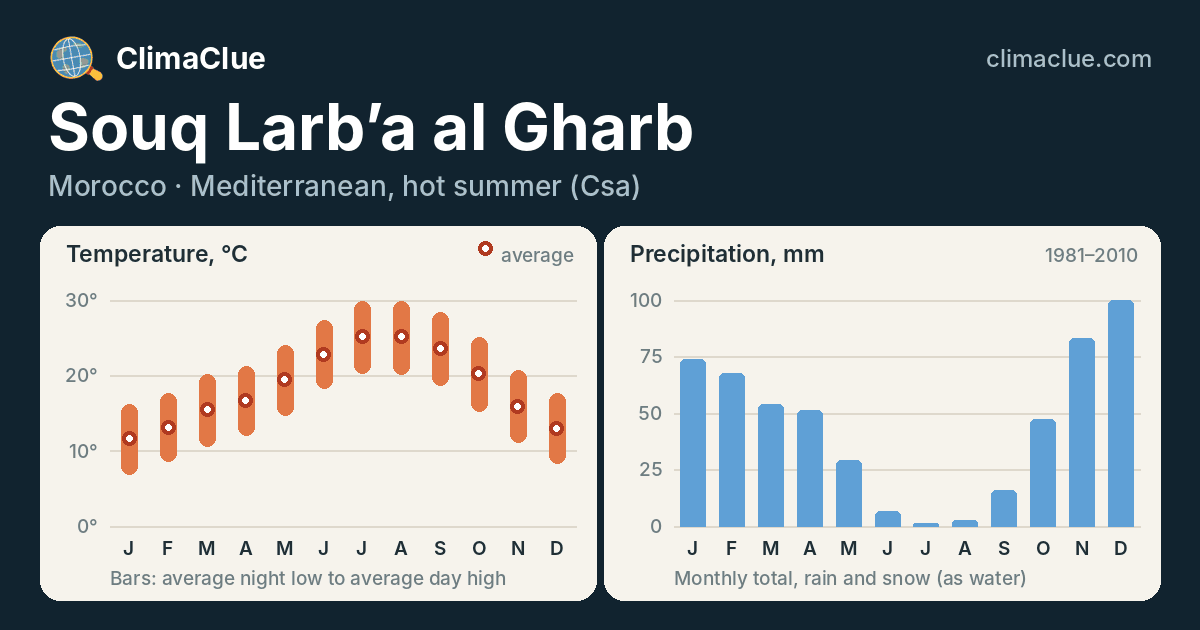 ClimaClue
climaclue.com
Souq Larb’a al Gharb
Morocco · Mediterranean, hot summer (Csa)
Temperature, °C
average
30°
20°
10°
0°
J F M A M J J A S O N D
Bars: average night low to average day high
Precipitation, mm
1981–2010
100
75
50
25
0
J F M A M J J A S O N D
Monthly total, rain and snow (as water)